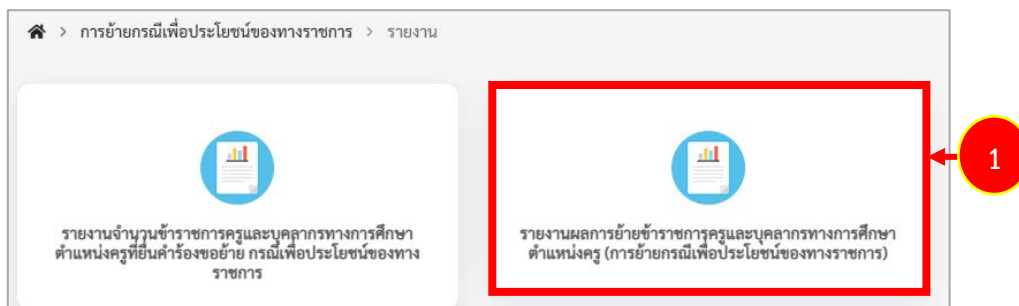 การย้ายกรณีเพื่อประโยชน์ของทางราชการ > รายงาน
รายงานจำนวนข้าราชการครูและบุคลากรทางการศึกษา
ตำแหน่งครูที่ยื่นคำร้องขอย้าย กรณีเพื่อประโยชน์ของทาง
ราชการ
รายงานผลการย้ายข้าราชการครูและบุคลากรทางการศึกษา
ตำแหน่งครู (การย้ายกรณีเพื่อประโยชน์ของทางราชการ)
1